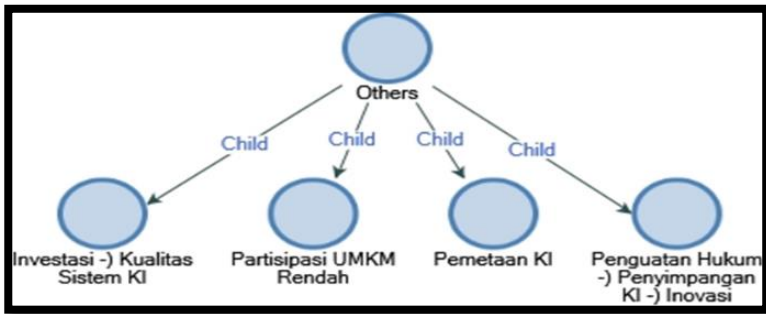 Others
Child
Child
Child
Child
Investasi -) Kualitas
Sistem KI
Partisipasi UMKM
Rendah
Pemetaan KI
Penguatan Hukum
-) Penyimpangan
KI -) Inovasi